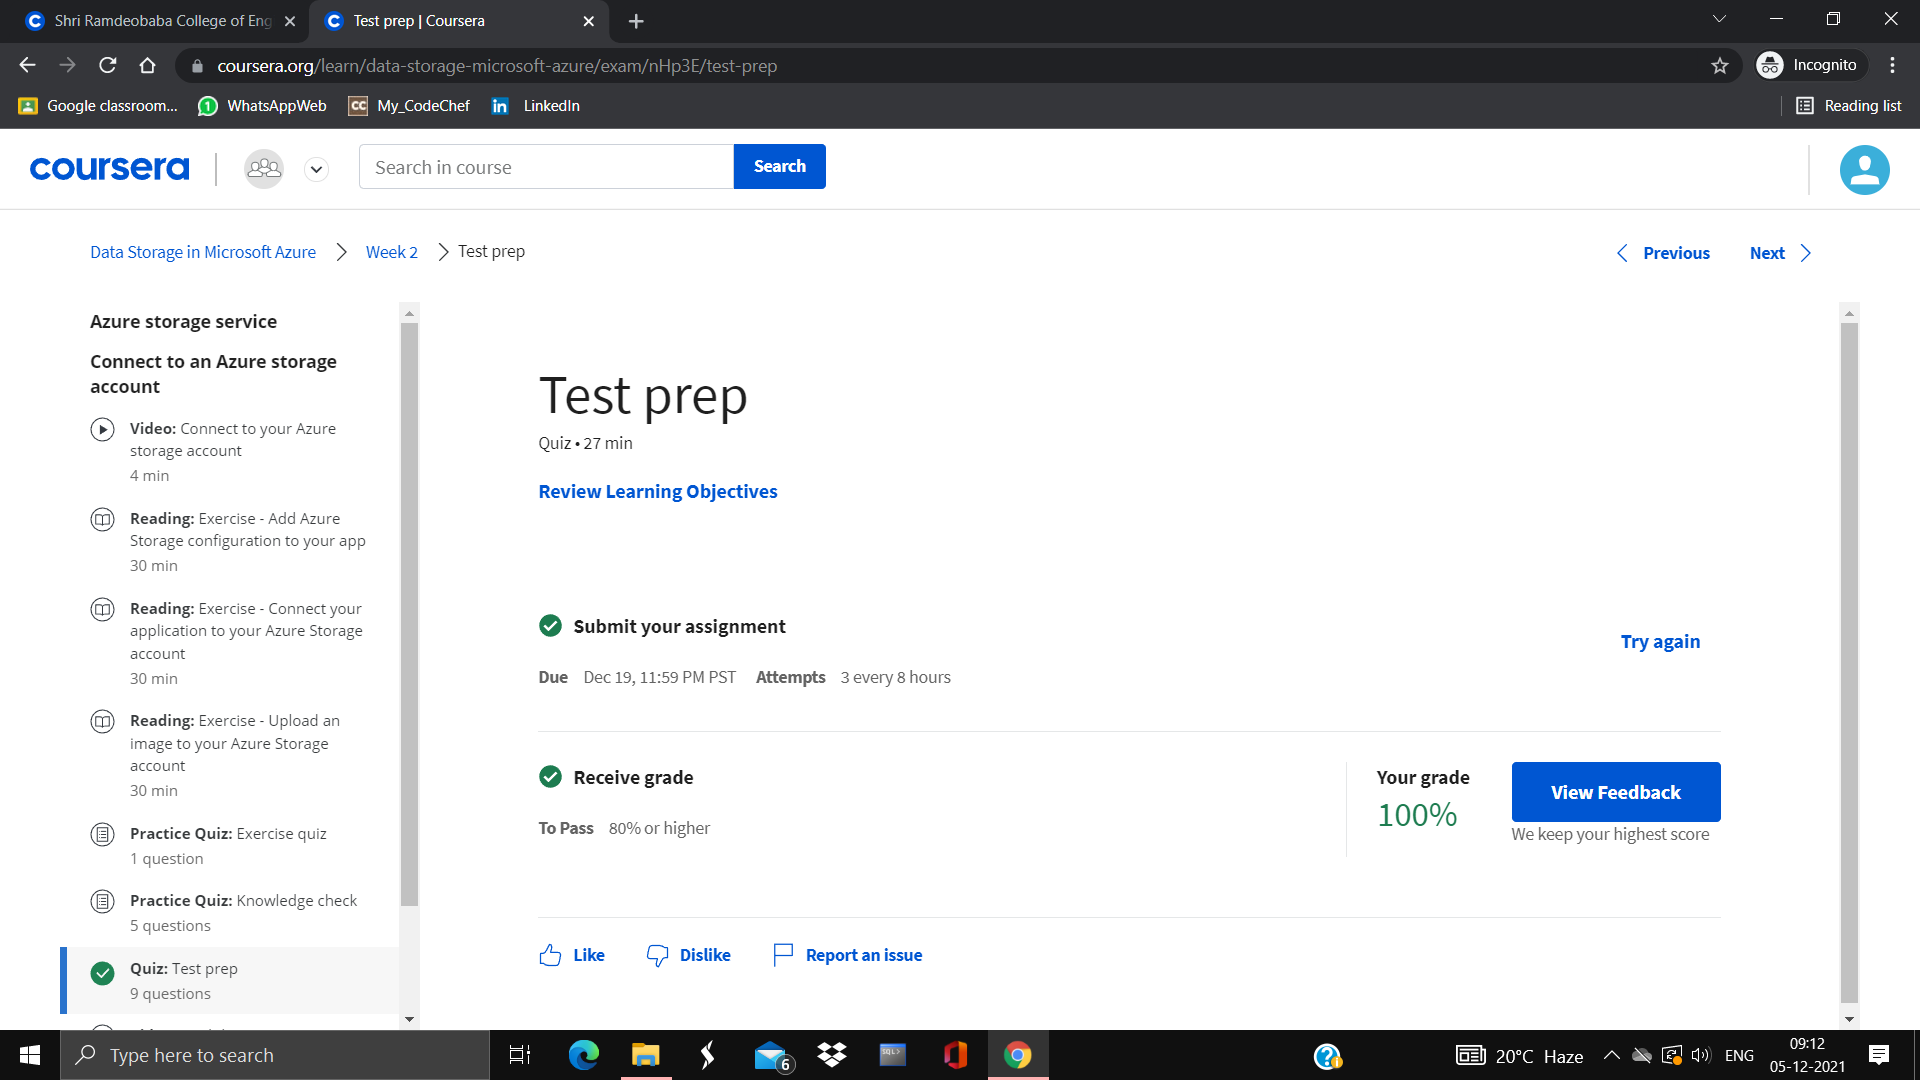 Shri Ramdeobaba College of Eng
Test prep | Coursera
coursera.org/learn/data-storage-microsoft-azure/exam/nHp3E/test-prep
Incognito
Google classroom...
WhatsAppWeb
My_CodeChef
LinkedIn
Reading list
coursera
Search in course
Search
Data Storage in Microsoft Azure
Week 2
Test prep
Previous
Next
Azure storage service
Connect to an Azure storage
account
Video: Connect to your Azure
storage account
4 min
Reading: Exercise - Add Azure
Storage configuration to your app
30 min
Reading: Exercise - Connect your
application to your Azure Storage
account
30 min
Reading: Exercise - Upload an
image to your Azure Storage
account
30 min
Practice Quiz: Exercise quiz
1 question
Practice Quiz: Knowledge check
5 questions
Quiz: Test prep
9 questions
Test prep
Quiz • 27 min
Review Learning Objectives
Submit your assignment
Try again
Due Dec 19, 11:59 PM PST Attempts 3 every 8 hours
Receive grade
To Pass 80% or higher
Your grade
100%
View Feedback
We keep your highest score
Like
Dislike
Report an issue
Type here to search
6
20°C Haze
ENG
09:12
05-12-2021